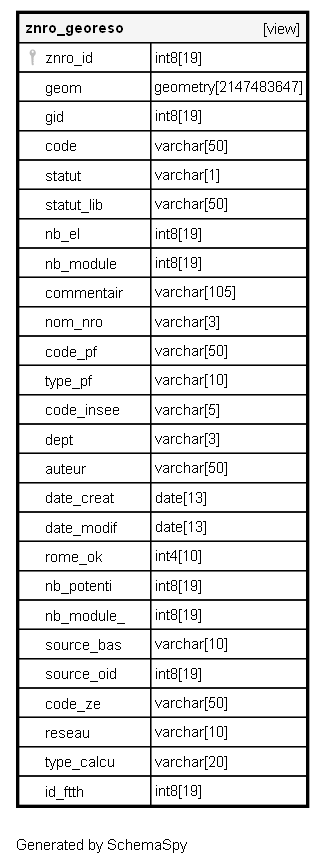 znro_georeso [view]
znro_id int8[19]
geom geometry[2147483647]
gid int8[19]
code varchar[50]
statut varchar[1]
statut_lib varchar[50]
nb_el int8[19]
nb_module int8[19]
commentair varchar[105]
nom_nro varchar[3]
code_pf varchar[50]
type_pf varchar[10]
code_insee varchar[5]
dept varchar[3]
auteur varchar[50]
date_creat date[13]
date_modif date[13]
rome_ok int4[10]
nb_potenti int8[19]
nb_module_ int8[19]
source_bas varchar[10]
source_oid int8[19]
code_ze varchar[50]
reseau varchar[10]
type_calcu varchar[20]
id_ftth int8[19]
Generated by SchemaSpy